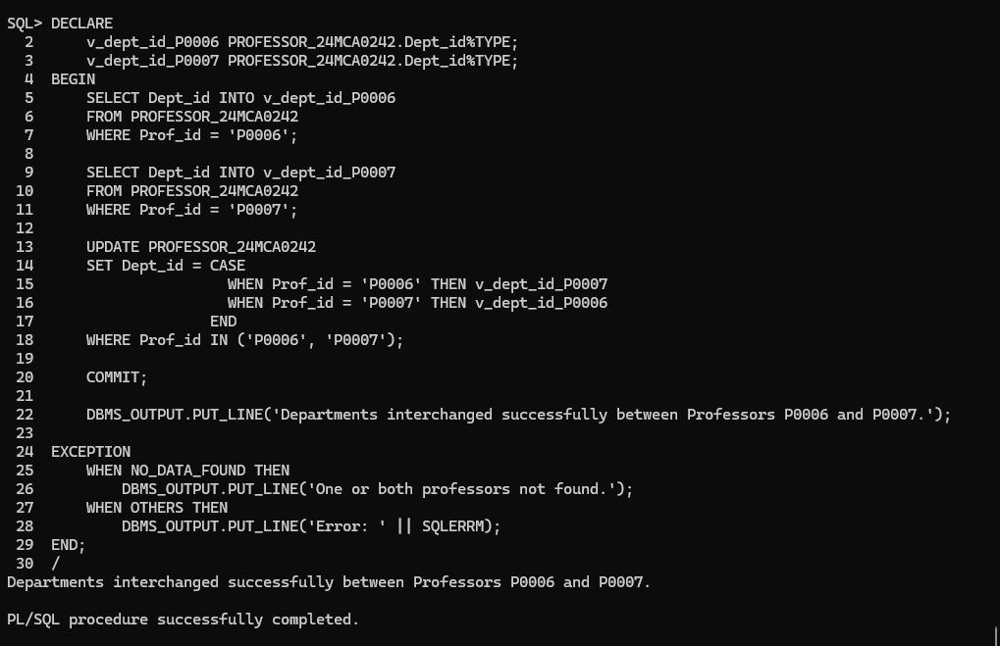 SQL> DECLARE
  2      v_dept_id_P0006 PROFESSOR_24MCA0242.Dept_id%TYPE;
  3      v_dept_id_P0007 PROFESSOR_24MCA0242.Dept_id%TYPE;
  4  BEGIN
  5      SELECT Dept_id INTO v_dept_id_P0006
  6      FROM PROFESSOR_24MCA0242
  7      WHERE Prof_id = 'P0006';
  8
  9      SELECT Dept_id INTO v_dept_id_P0007
 10      FROM PROFESSOR_24MCA0242
 11      WHERE Prof_id = 'P0007';
 12
 13      UPDATE PROFESSOR_24MCA0242
 14      SET Dept_id = CASE
 15                      WHEN Prof_id = 'P0006' THEN v_dept_id_P0007
 16                      WHEN Prof_id = 'P0007' THEN v_dept_id_P0006
 17                    END
 18      WHERE Prof_id IN ('P0006', 'P0007');
 19
 20      COMMIT;
 21
 22      DBMS_OUTPUT.PUT_LINE('Departments interchanged successfully between Professors P0006 and P0007.');
 23
 24  EXCEPTION
 25      WHEN NO_DATA_FOUND THEN
 26          DBMS_OUTPUT.PUT_LINE('One or both professors not found.');
 27      WHEN OTHERS THEN
 28          DBMS_OUTPUT.PUT_LINE('Error: ' || SQLERRM);
 29  END;
 30  /
Departments interchanged successfully between Professors P0006 and P0007.

PL/SQL procedure successfully completed.